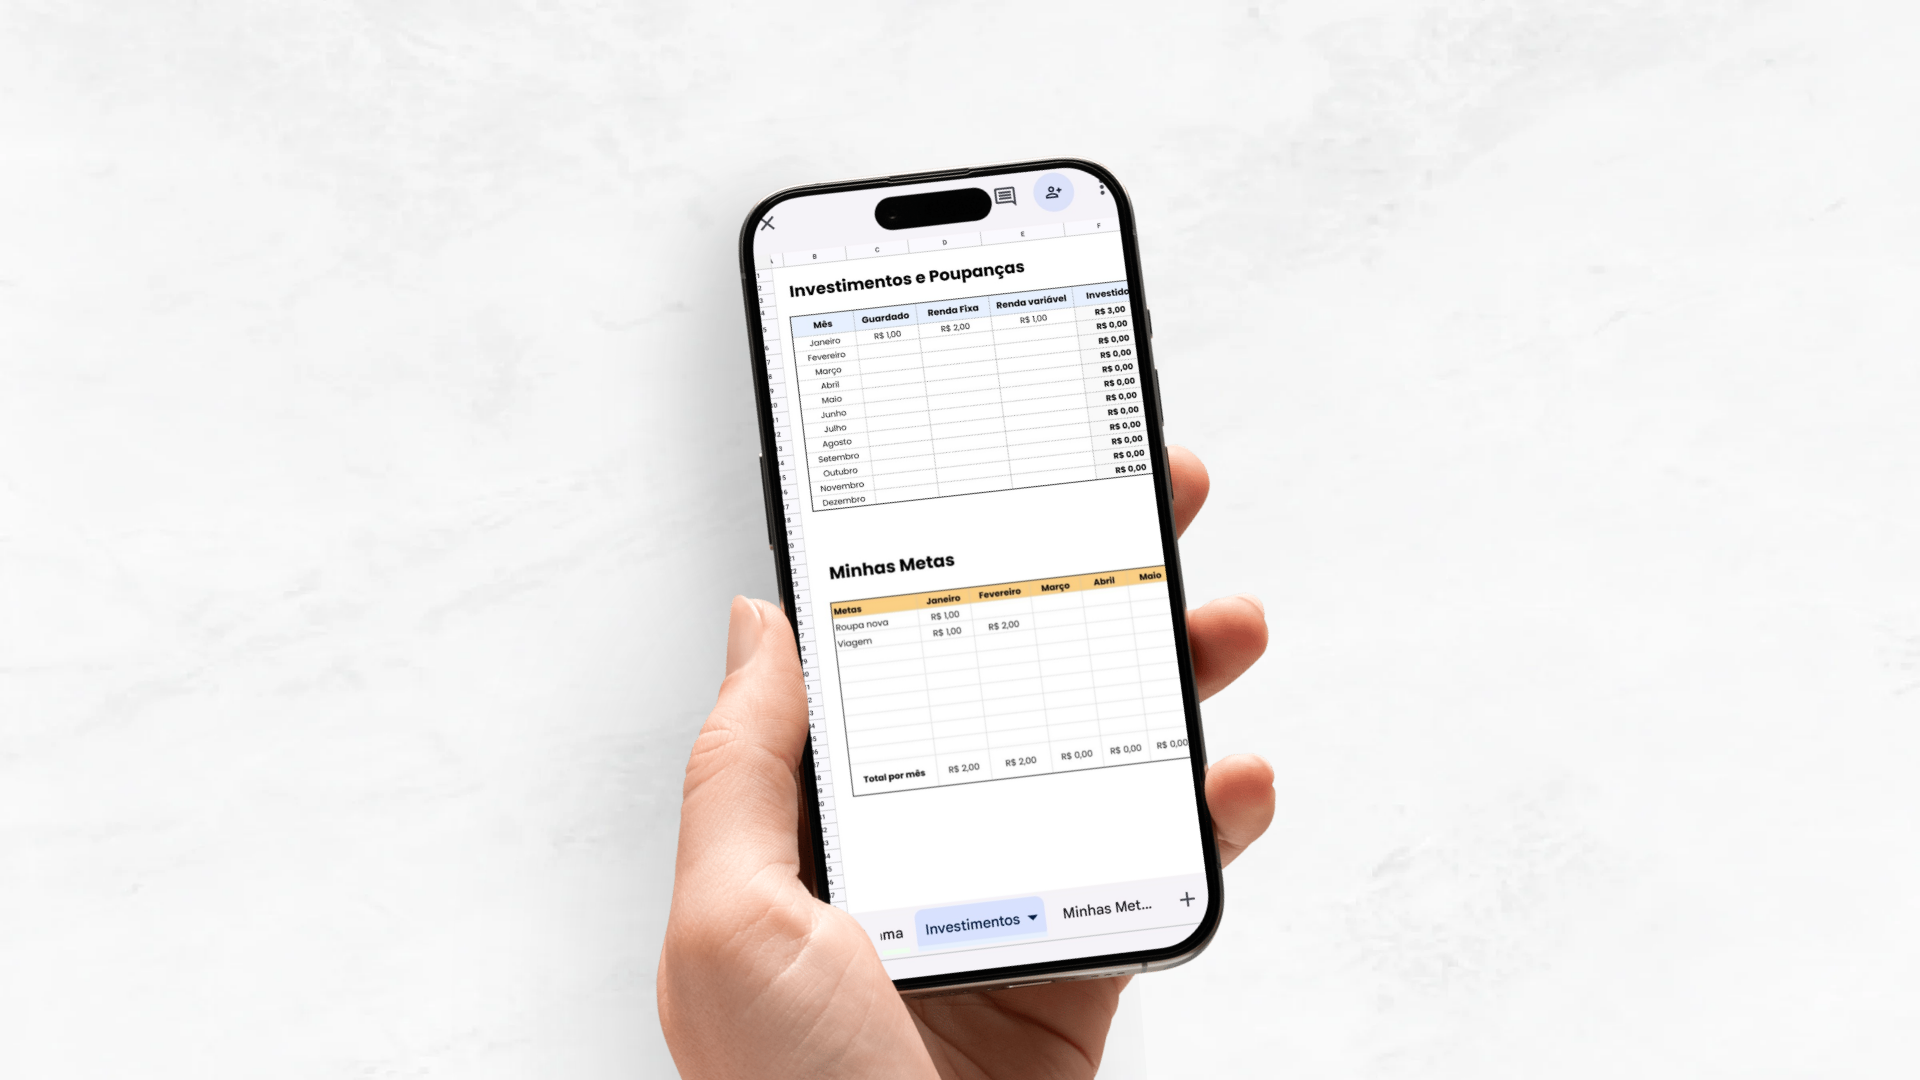 B C D E F
Investimentos e Poupanças
Mês Guardado Renda Fixa Renda variável Investido
Janeiro R$ 1,00 R$ 2,00 R$ 1,00 R$ 3,00
Fevereiro R$ 0,00
Março R$ 0,00
Abril R$ 0,00
Maio R$ 0,00
Junho R$ 0,00
Julho R$ 0,00
Agosto R$ 0,00
Setembro R$ 0,00
Outubro R$ 0,00
Novembro R$ 0,00
Dezembro R$ 0,00
Minhas Metas
Metas Janeiro Fevereiro Março Abril Maio
Roupa nova R$ 1,00
Viagem R$ 1,00 R$ 2,00
Total por mês R$ 2,00 R$ 2,00 R$ 0,00 R$ 0,00 R$ 0,00
ma Investimentos Minhas Met... +